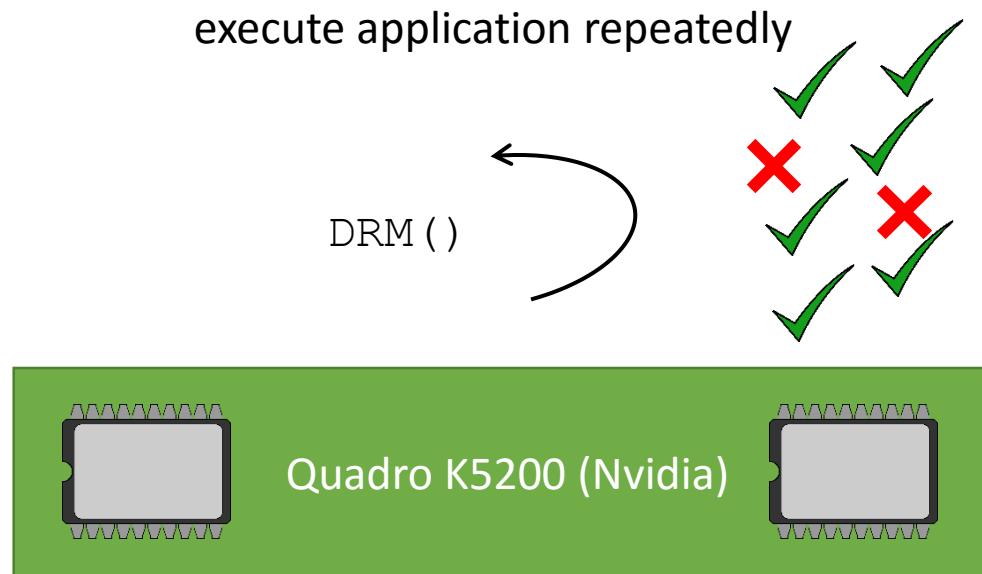 execute application repeatedly
DRM()
Quadro K5200 (Nvidia)